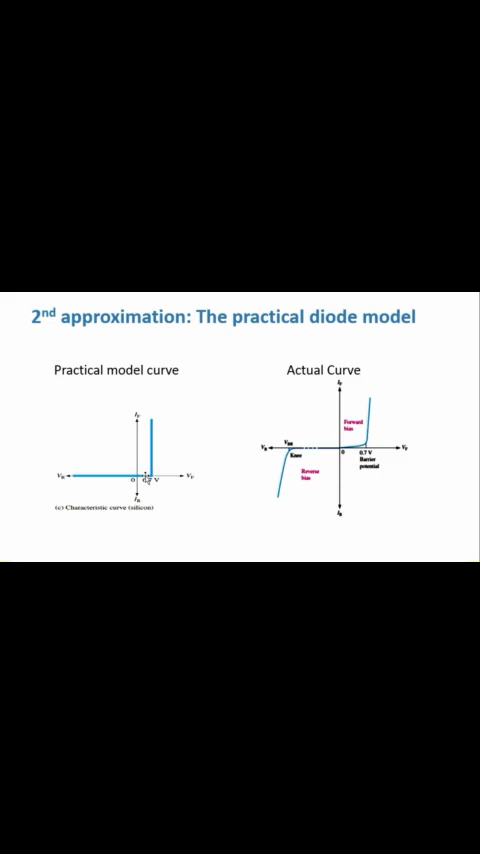 2nd approximation: The practical diode model
Practical model curve
Actual Curve
IF
VR
0
0.7 V
VF
IR
(c) Characteristic curve (silicon)
IF
Forward
bias
VR
VBR
Knee
0
0.7 V
VF
Barrier
potential
Reverse
bias
IR